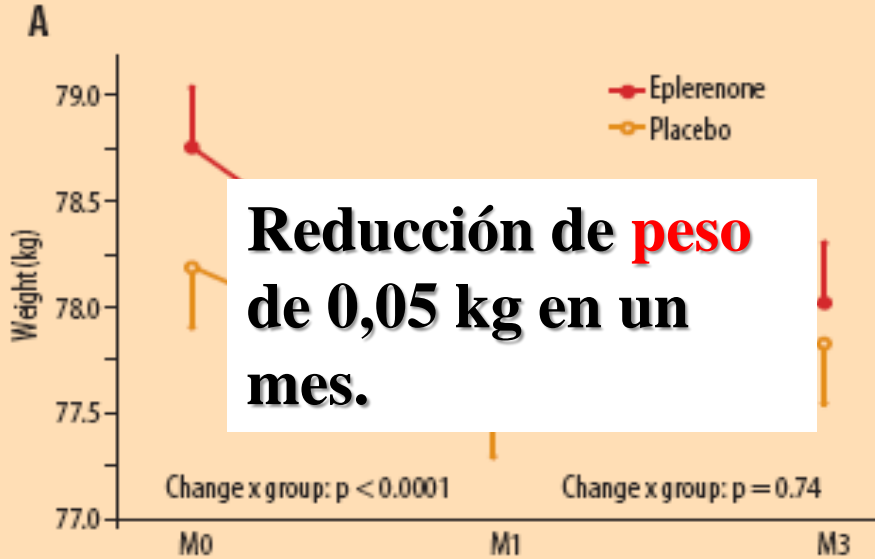 A
79.0
Eplerenone
Placebo
78.5
Reducción de peso
de 0,05 kg en un
mes.
Weight (kg)
78.0
77.5
Change x group: p < 0.0001
Change x group: p = 0.74
77.0
M0
M1
M3